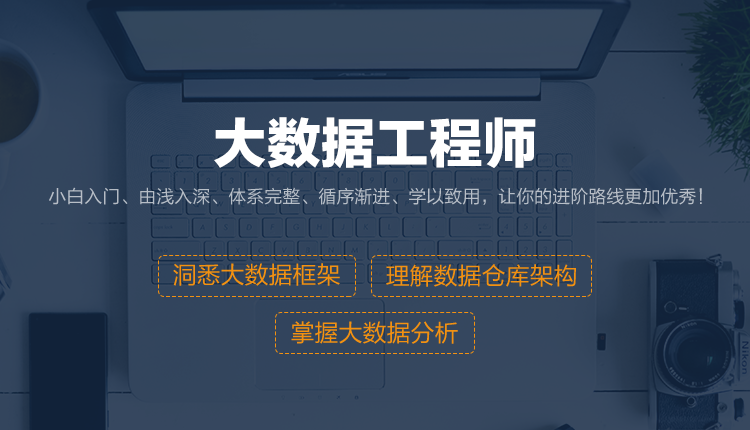 大数据工程师
小白入门、由浅入深、体系完整、循序渐进、学以致用，让你的进阶路线更加优秀！
洞悉大数据框架
理解数据仓库架构
掌握大数据分析
Nikon